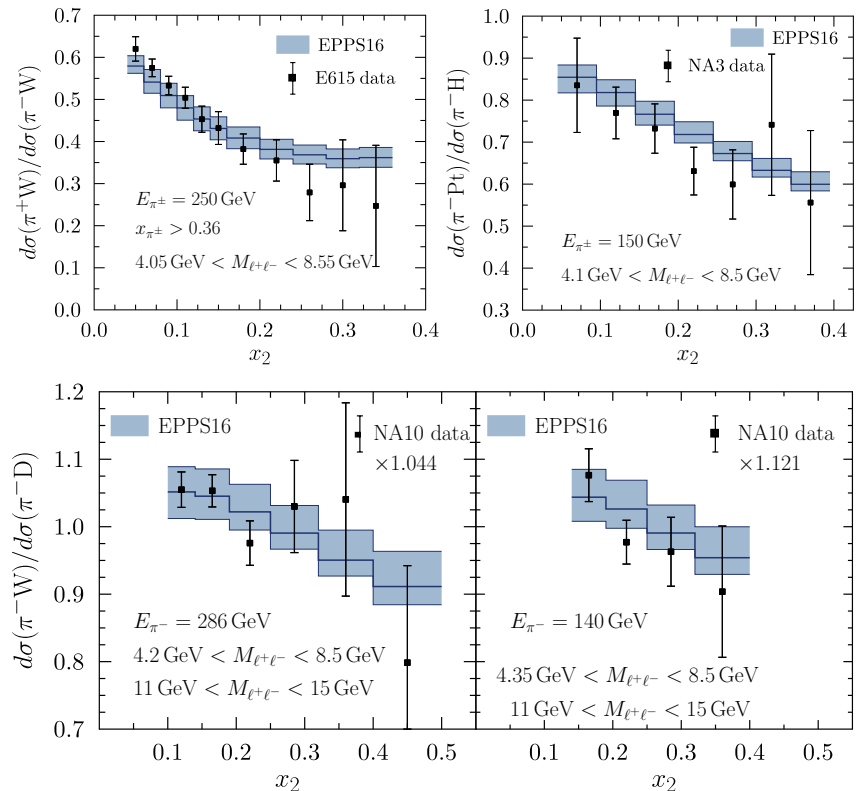 dσ(π⁺W)/dσ(π⁻W)
0.7
0.6
0.5
0.4
0.3
0.2
0.1
0.0
EPPS16
E615 data
E_{π±} = 250 GeV
x_{π±} > 0.36
4.05 GeV < M_{ℓ⁺ℓ⁻} < 8.55 GeV
0.0 0.1 0.2 0.3 0.4
x₂
dσ(π⁻Pt)/dσ(π⁻H)
1.0
0.9
0.8
0.7
0.6
0.5
0.4
0.3
EPPS16
NA3 data
E_{π±} = 150 GeV
4.1 GeV < M_{ℓ⁺ℓ⁻} < 8.5 GeV
0.0 0.1 0.2 0.3 0.4
x₂
dσ(π⁻W)/dσ(π⁻D)
1.2
1.1
1.0
0.9
0.8
0.7
EPPS16
NA10 data
×1.044
E_{π⁻} = 286 GeV
4.2 GeV < M_{ℓ⁺ℓ⁻} < 8.5 GeV
11 GeV < M_{ℓ⁺ℓ⁻} < 15 GeV
0.1 0.2 0.3 0.4 0.5
x₂
EPPS16
NA10 data
×1.121
E_{π⁻} = 140 GeV
4.35 GeV < M_{ℓ⁺ℓ⁻} < 8.5 GeV
11 GeV < M_{ℓ⁺ℓ⁻} < 15 GeV
0.1 0.2 0.3 0.4 0.5
x₂